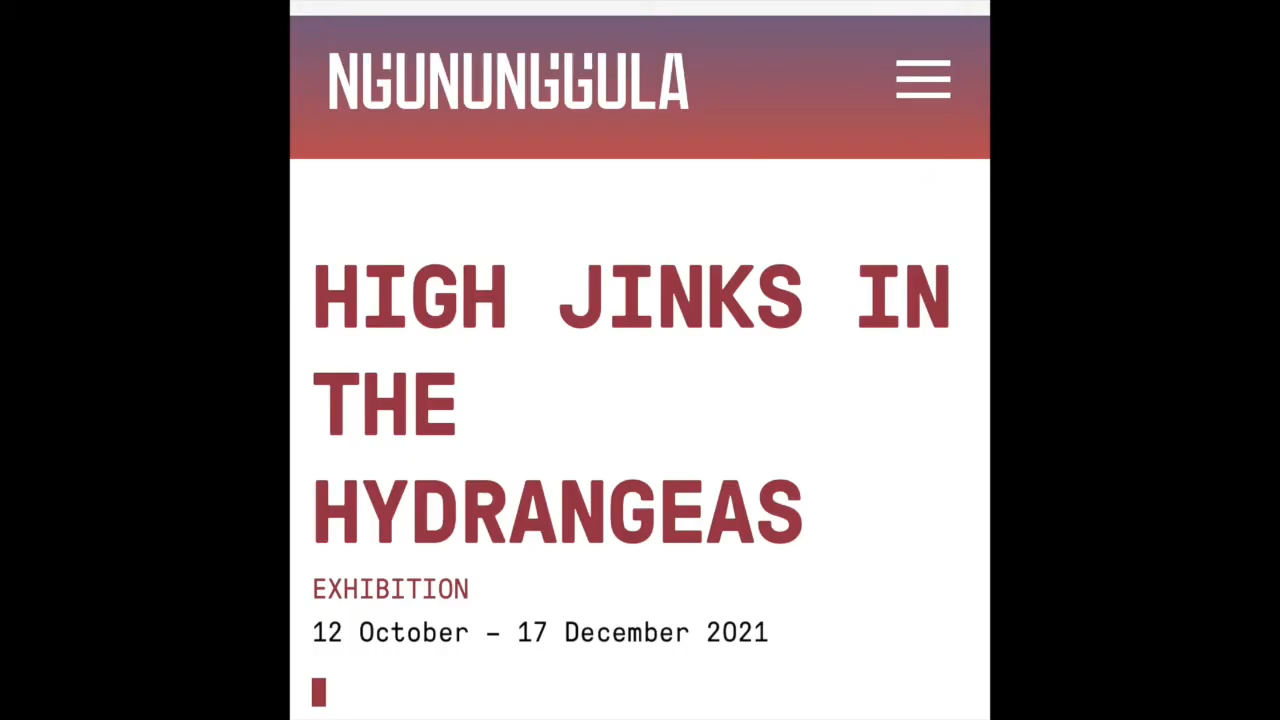 NGUNUNGGULA
HIGH JINKS IN
THE
HYDRANGEAS
EXHIBITION
12 October – 17 December 2021